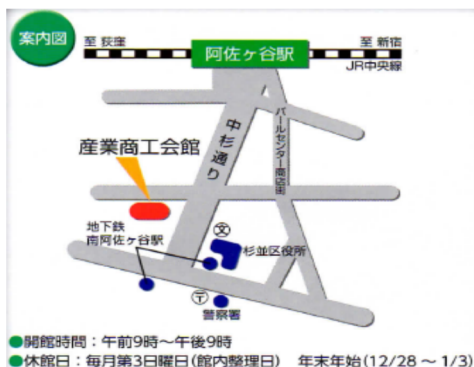 案内図
至 荻窪
阿佐ヶ谷駅
至 新宿
JR中央線
中杉通り
パールセンター商店街
産業商工会館
地下鉄
南阿佐ヶ谷駅
文
杉並区役所
〒
警察署
●開館時間：午前9時～午後9時
●休館日：毎月第3日曜日(館内整理日) 年末年始(12/28 ～ 1/3)